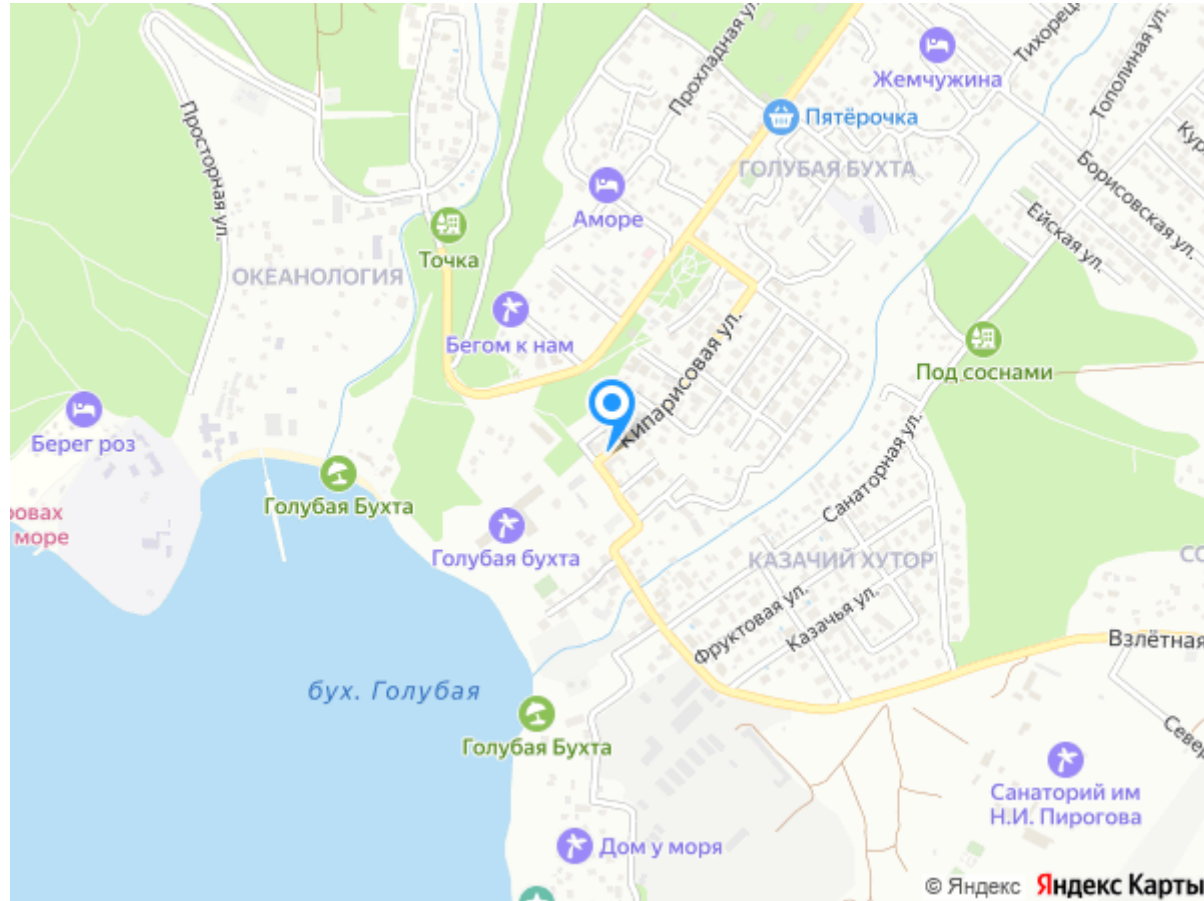 Прохладная ул.
Тихорец
Жемчужина
Тополиная ул.
Просторная ул.
Пятёрочка
Кур
ГОЛУБАЯ БУХТА
Борисовская ул.
Аморе
Ейская ул.
Точка
ОКЕАНОЛОГИЯ
Бегом к нам
кипарисовая ул.
Под соснами
Берег роз
Санаторная ул.
Голубая Бухта
ровах
море
Голубая бухта
КАЗАЧИЙ ХУТОР
СО
Фруктовая ул.
Казачья ул.
Взлётная
бух. Голубая
Голубая Бухта
Север
Санаторий им
Н.И. Пирогова
Дом у моря
© Яндекс Яндекс Карты